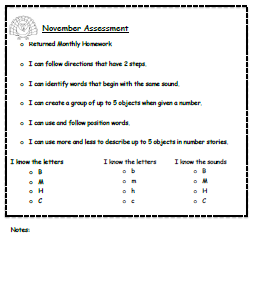 November Assessment
o Returned Monthly Homework
o I can follow directions that have 2 steps.
o I can identify words that begin with the same sound.
o I can create a group of up to 5 objects when given a number.
o I can use and follow position words.
o I can use more and less to describe up to 5 objects in number stories.
I know the letters I know the letters I know the sounds
o B o b o B
o M o m o M
o H o h o H
o C o c o C
Notes: